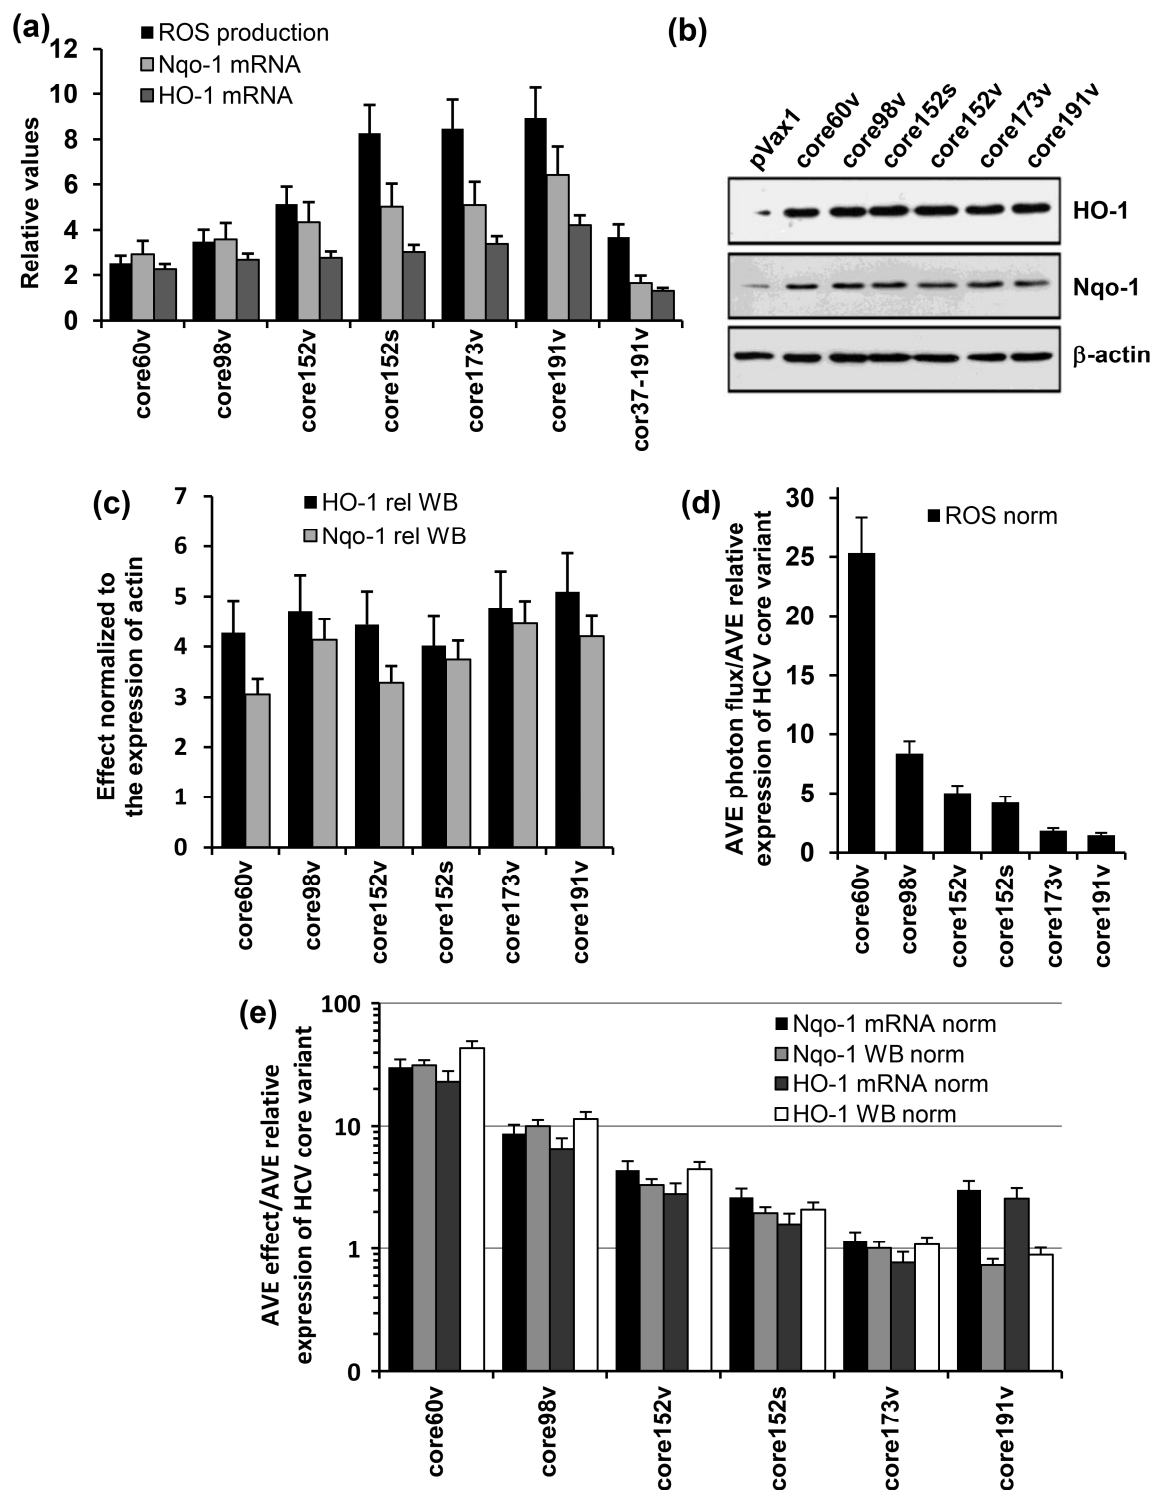 (a)
ROS production
Nqo-1 mRNA
HO-1 mRNA
12
10
8
6
4
2
0
Relative values
core60v
core98v
core152v
core152s
core173v
core191v
cor37-191v
(b)
pVax1
core60v
core98v
core152s
core152v
core173v
core191v
HO-1
Nqo-1
β-actin
(c)
HO-1 rel WB
Nqo-1 rel WB
7
6
5
4
3
2
1
0
Effect normalized to
the expression of actin
core60v
core98v
core152v
core152s
core173v
core191v
(d)
ROS norm
30
25
20
15
10
5
0
AVE photon flux/AVE relative
expression of HCV core variant
core60v
core98v
core152v
core152s
core173v
core191v
(e)
Nqo-1 mRNA norm
Nqo-1 WB norm
HO-1 mRNA norm
HO-1 WB norm
100
10
1
0
AVE effect/AVE relative
expression of HCV core variant
core60v
core98v
core152v
core152s
core173v
core191v